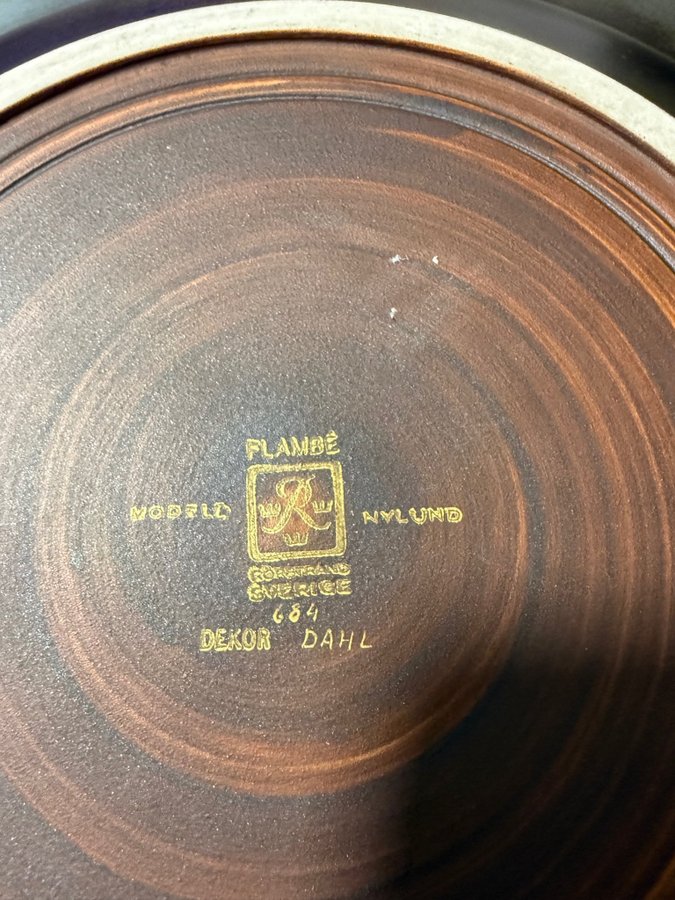 FLAMBÉ
MODELL R NYLUND
RÖRSTRAND
SVERIGE
684
DEKOR DAHL